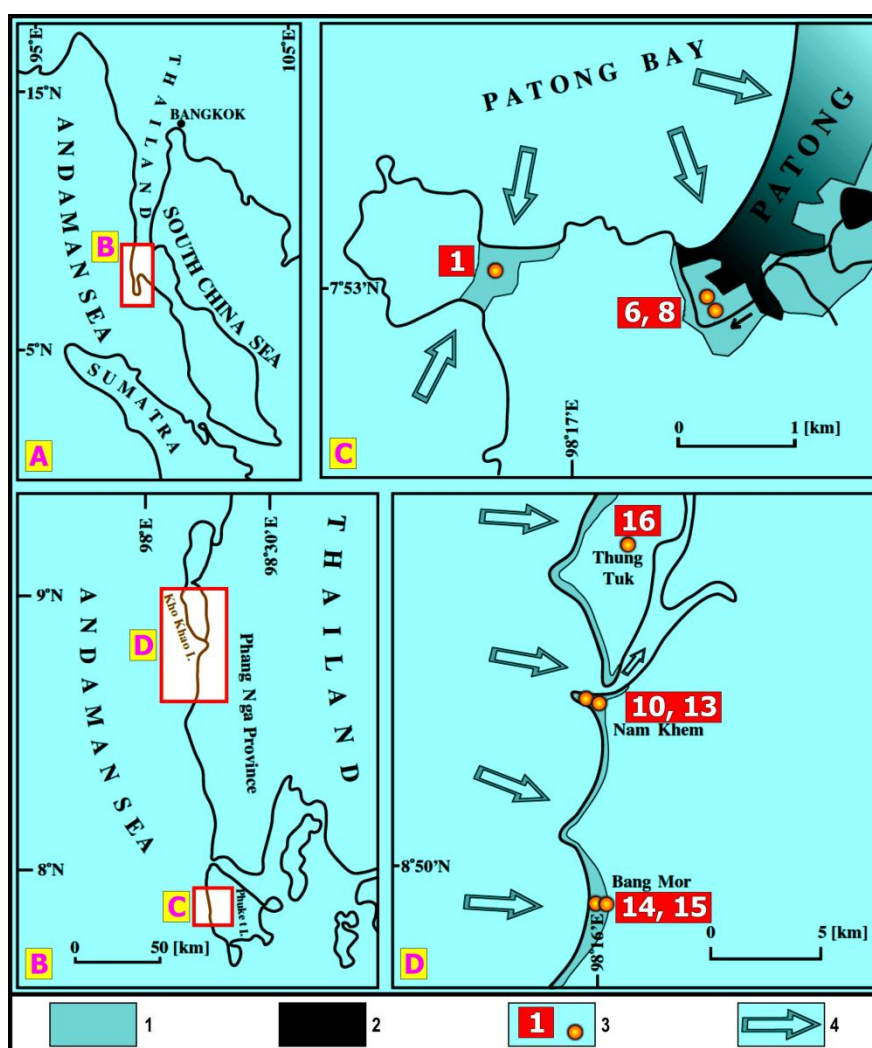 95°E
105°E
15°N
5°N
THAILAND
BANGKOK
ANDAMAN SEA
SOUTH CHINA SEA
SUMATRA
B
A
PATONG BAY
PATONG
1
7°53'N
6, 8
98°17'E
0 1 [km]
C
98°E
98°30'E
THAILAND
9°N
Kho Khao I.
D
ANDAMAN SEA
Phang Nga Province
8°N
C
Phuket I.
0 50 [km]
B
16
Thung
Tuk
10, 13
Nam Khem
8°50'N
Bang Mor
14, 15
98°16'E
0 5 [km]
D
1
2
1 3
4